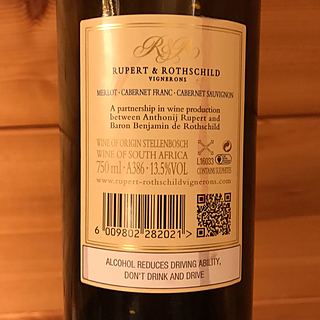 R&R
RUPERT & ROTHSCHILD
VIGNERONS
MERLOT · CABERNET FRANC · CABERNET SAUVIGNON
A partnership in wine production
between Anthonij Rupert and
Baron Benjamin de Rothschild
WINE OF ORIGIN STELLENBOSCH
WINE OF SOUTH AFRICA
750 ml · A386 · 13.5%VOL
L16033
CONTAINS SULPHITES
www.rupert-rothschildvignerons.com
6 009802 282021 >
ALCOHOL REDUCES DRIVING ABILITY,
DON'T DRINK AND DRIVE